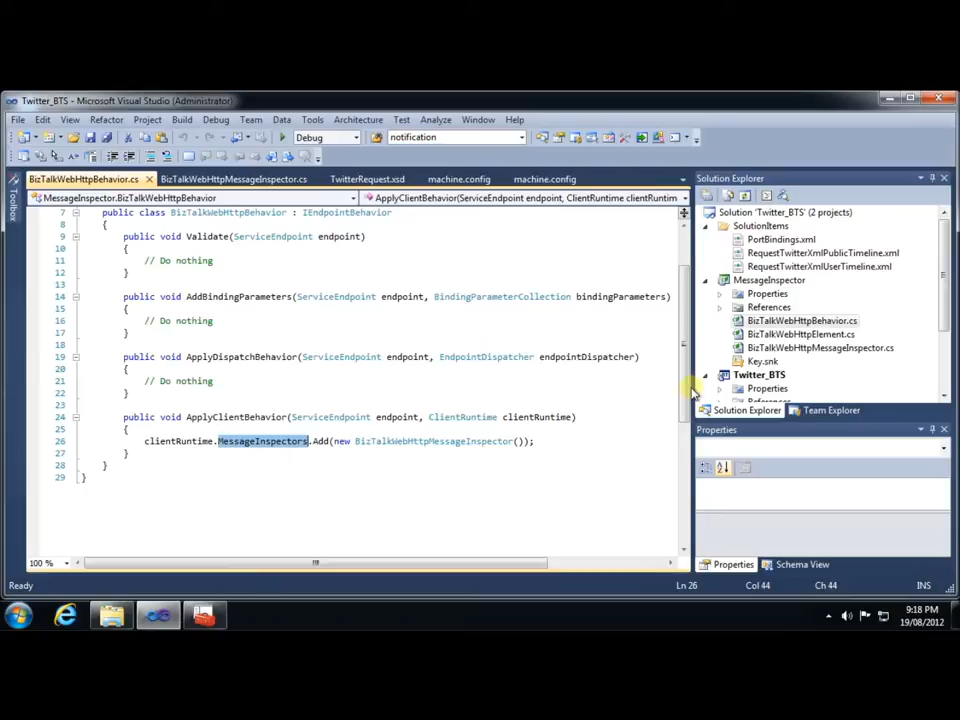 Twitter_BTS - Microsoft Visual Studio (Administrator)
File Edit View Refactor Project Build Debug Team Data Tools Architecture Test Analyze Window Help
Debug notification
BizTalkWebHttpBehavior.cs BizTalkWebHttpMessageInspector.cs TwitterRequest.xsd machine.config machine.config
MessageInspector.BizTalkWebHttpBehavior ApplyClientBehavior(ServiceEndpoint endpoint, ClientRuntime clientRuntim
Toolbox
7 public class BizTalkWebHttpBehavior : IEndpointBehavior
8 {
9 public void Validate(ServiceEndpoint endpoint)
10 {
11 // Do nothing
12 }
13
14 public void AddBindingParameters(ServiceEndpoint endpoint, BindingParameterCollection bindingParameters)
15 {
16 // Do nothing
17 }
18
19 public void ApplyDispatchBehavior(ServiceEndpoint endpoint, EndpointDispatcher endpointDispatcher)
20 {
21 // Do nothing
22 }
23
24 public void ApplyClientBehavior(ServiceEndpoint endpoint, ClientRuntime clientRuntime)
25 {
26 clientRuntime.MessageInspectors.Add(new BizTalkWebHttpMessageInspector());
27 }
28 }
29 }
100 %
Solution Explorer
Solution 'Twitter_BTS' (2 projects)
SolutionItems
PortBindings.xml
RequestTwitterXmlPublicTimeline.xml
RequestTwitterXmlUserTimeline.xml
MessageInspector
Properties
References
BizTalkWebHttpBehavior.cs
BizTalkWebHttpElement.cs
BizTalkWebHttpMessageInspector.cs
Key.snk
Twitter_BTS
Properties
References
Solution Explorer Team Explorer
Properties
Properties Schema View
Ready Ln 26 Col 44 Ch 44 INS
9:18 PM
19/08/2012